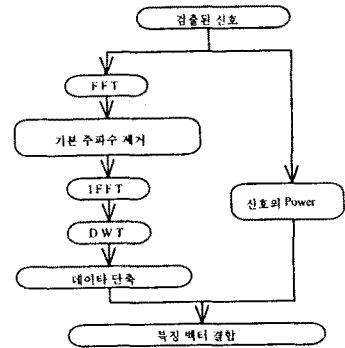 검출된 신호
FFT
기본 주파수 제거
IFFT
신호의 Power
DWT
데이타 단축
특징 벡터 결합